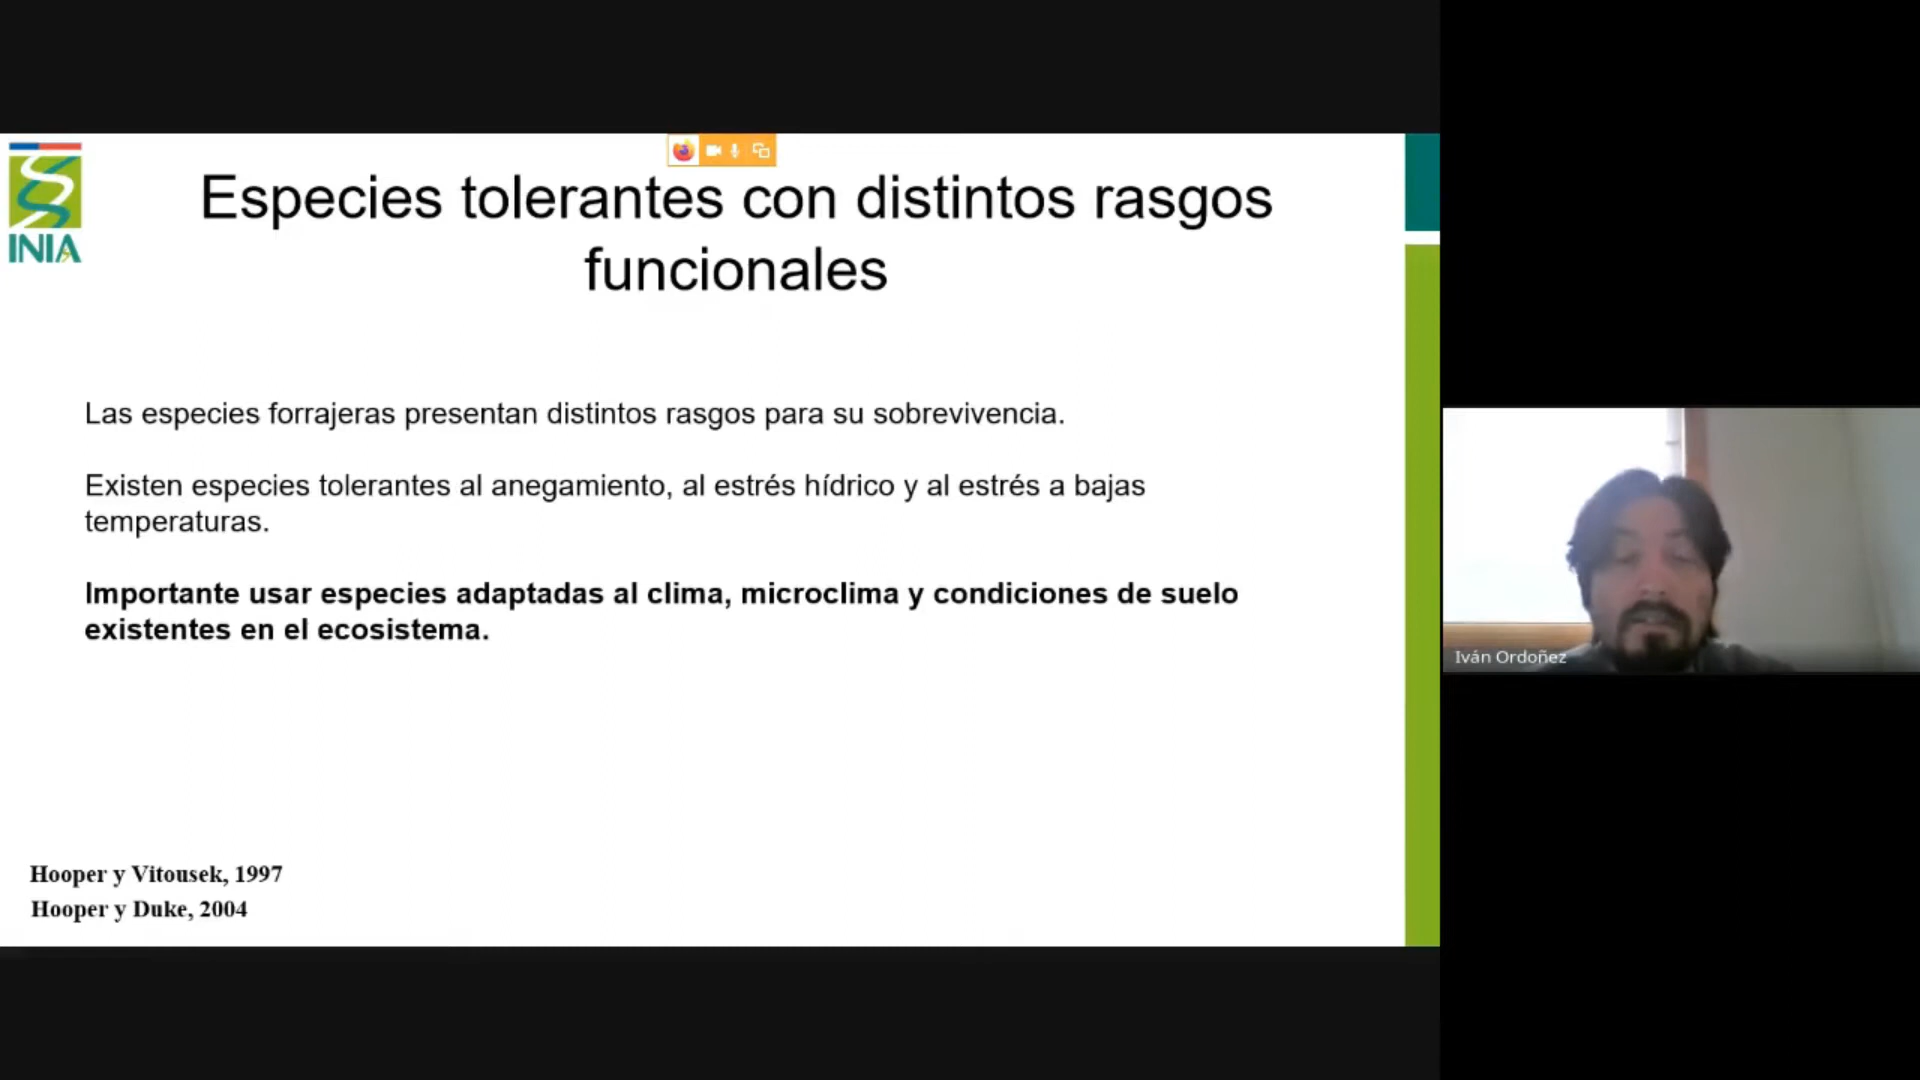 INIA
Especies tolerantes con distintos rasgos
funcionales
Las especies forrajeras presentan distintos rasgos para su sobrevivencia.
Existen especies tolerantes al anegamiento, al estrés hídrico y al estrés a bajas
temperaturas.
Importante usar especies adaptadas al clima, microclima y condiciones de suelo
existentes en el ecosistema.
Hooper y Vitousek, 1997
Hooper y Duke, 2004
Iván Ordoñez